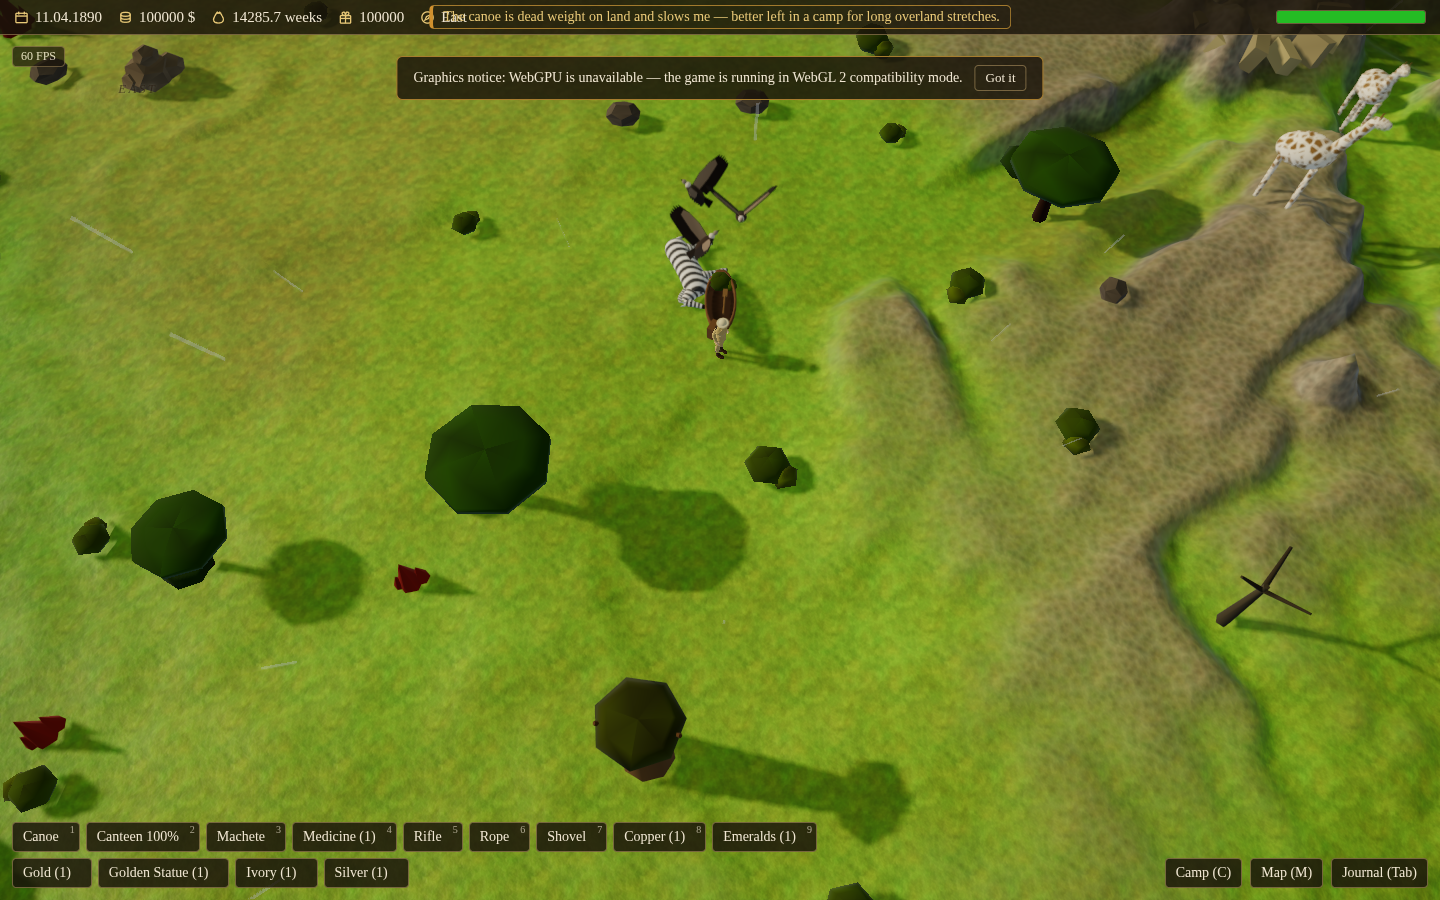 11.04.1890 100000 $ 14285.7 weeks 100000 East
The canoe is dead weight on land and slows me — better left in a camp for long overland stretches.
60 FPS
Graphics notice: WebGPU is unavailable — the game is running in WebGL 2 compatibility mode. Got it
Canoe 1 Canteen 100% 2 Machete 3 Medicine (1) 4 Rifle 5 Rope 6 Shovel 7 Copper (1) 8 Emeralds (1) 9
Gold (1) Golden Statue (1) Ivory (1) Silver (1) Camp (C) Map (M) Journal (Tab)